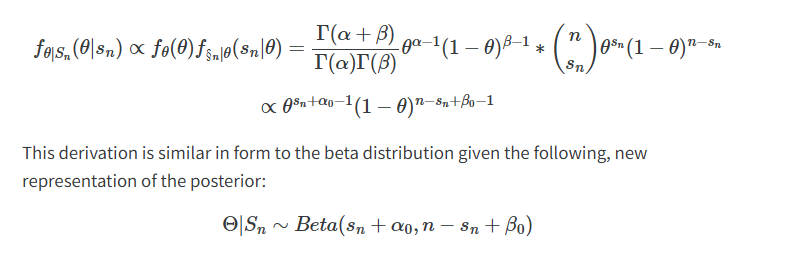 f_{θ|S_n}(θ|s_n) ∝ f_θ(θ)f_{§_n|θ}(s_n|θ) = \frac{Γ(α + β)}{Γ(α)Γ(β)} θ^{α−1}(1 − θ)^{β−1} * \binom{n}{s_n} θ^{s_n}(1 − θ)^{n−s_n}
∝ θ^{s_n+α_0−1}(1 − θ)^{n−s_n+β_0−1}
This derivation is similar in form to the beta distribution given the following, new
representation of the posterior:
Θ|S_n ∼ Beta(s_n + α_0, n − s_n + β_0)